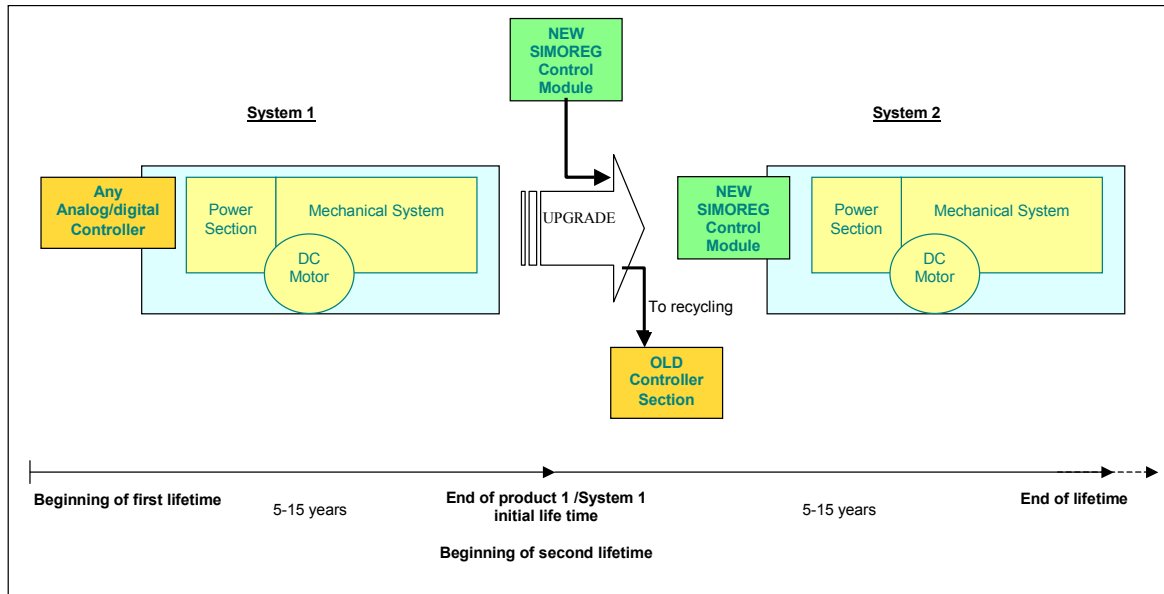 NEW
SIMOREG
Control
Module
System 1
System 2
Any
Analog/digital
Controller
Power
Section
Mechanical System
DC
Motor
UPGRADE
NEW
SIMOREG
Control
Module
Power
Section
Mechanical System
DC
Motor
To recycling
OLD
Controller
Section
Beginning of first lifetime
5-15 years
End of product 1 /System 1
initial life time
Beginning of second lifetime
5-15 years
End of lifetime